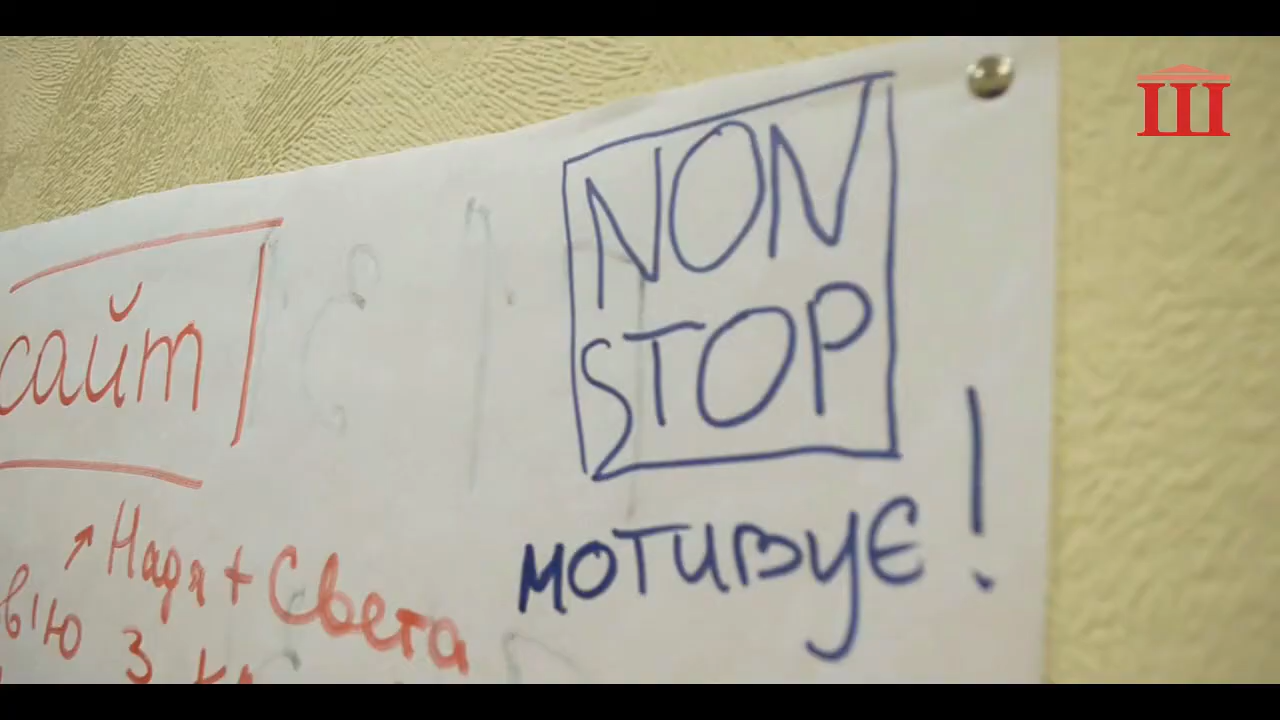 NON
STOP
мотивує!
сайт
Надя + Света
з